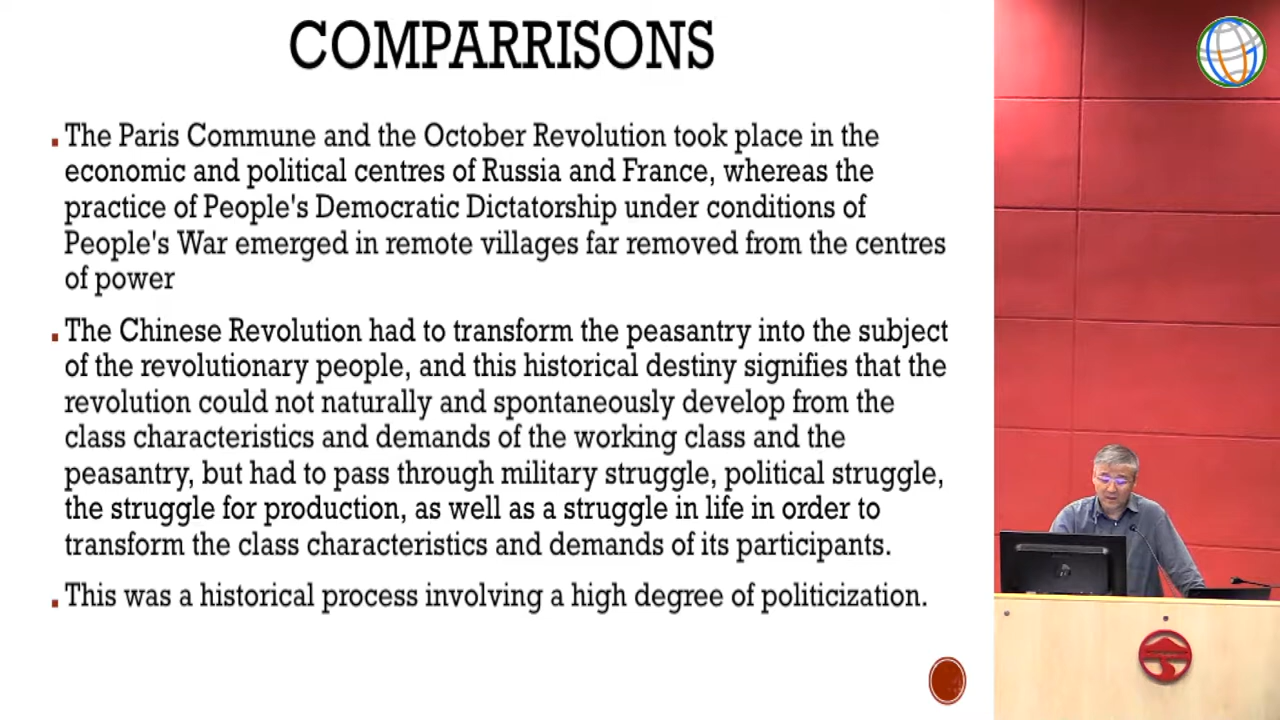 COMPARRISONS
The Paris Commune and the October Revolution took place in the
economic and political centres of Russia and France, whereas the
practice of People's Democratic Dictatorship under conditions of
People's War emerged in remote villages far removed from the centres
of power
The Chinese Revolution had to transform the peasantry into the subject
of the revolutionary people, and this historical destiny signifies that the
revolution could not naturally and spontaneously develop from the
class characteristics and demands of the working class and the
peasantry, but had to pass through military struggle, political struggle,
the struggle for production, as well as a struggle in life in order to
transform the class characteristics and demands of its participants.
This was a historical process involving a high degree of politicization.